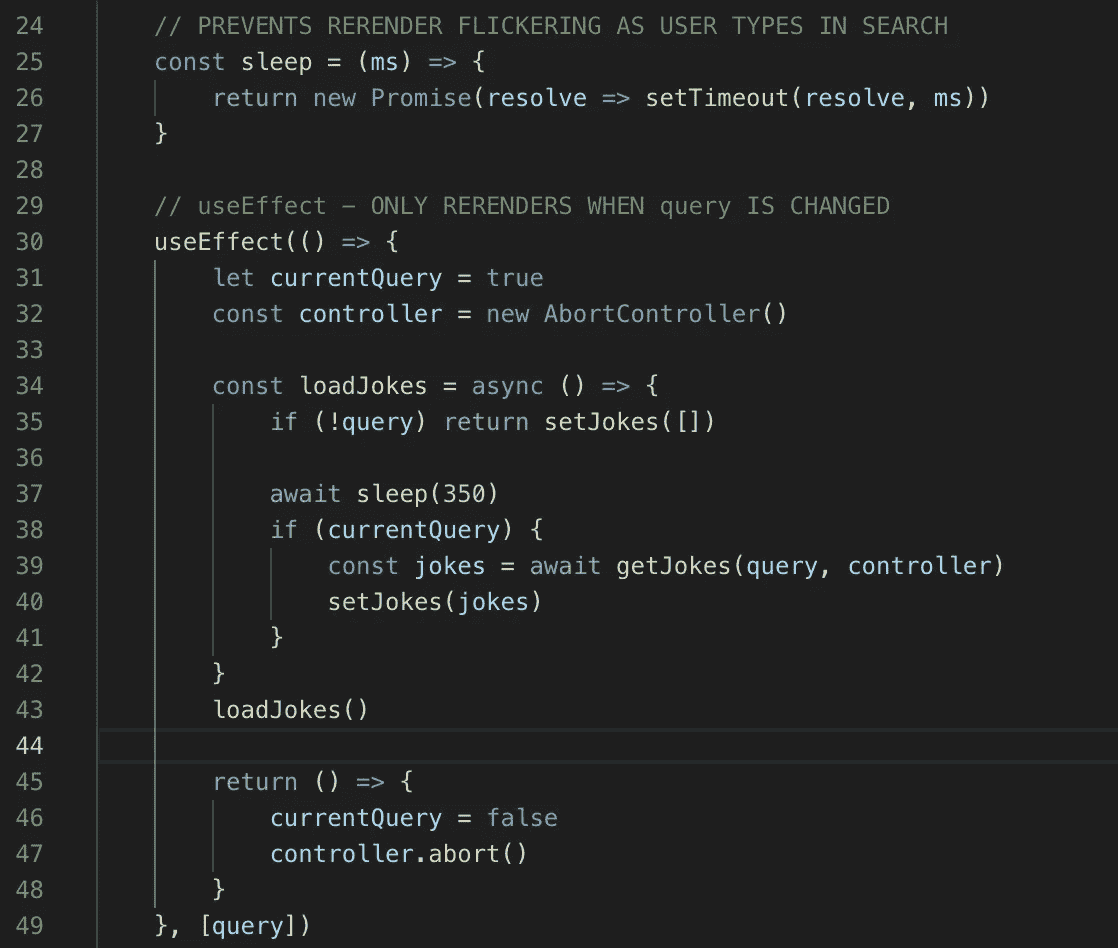 24 // PREVENTS RERENDER FLICKERING AS USER TYPES IN SEARCH
25 const sleep = (ms) => {
26 return new Promise(resolve => setTimeout(resolve, ms))
27 }
28
29 // useEffect – ONLY RERENDERS WHEN query IS CHANGED
30 useEffect(() => {
31 let currentQuery = true
32 const controller = new AbortController()
33
34 const loadJokes = async () => {
35 if (!query) return setJokes([])
36
37 await sleep(350)
38 if (currentQuery) {
39 const jokes = await getJokes(query, controller)
40 setJokes(jokes)
41 }
42 }
43 loadJokes()
44
45 return () => {
46 currentQuery = false
47 controller.abort()
48 }
49 }, [query])